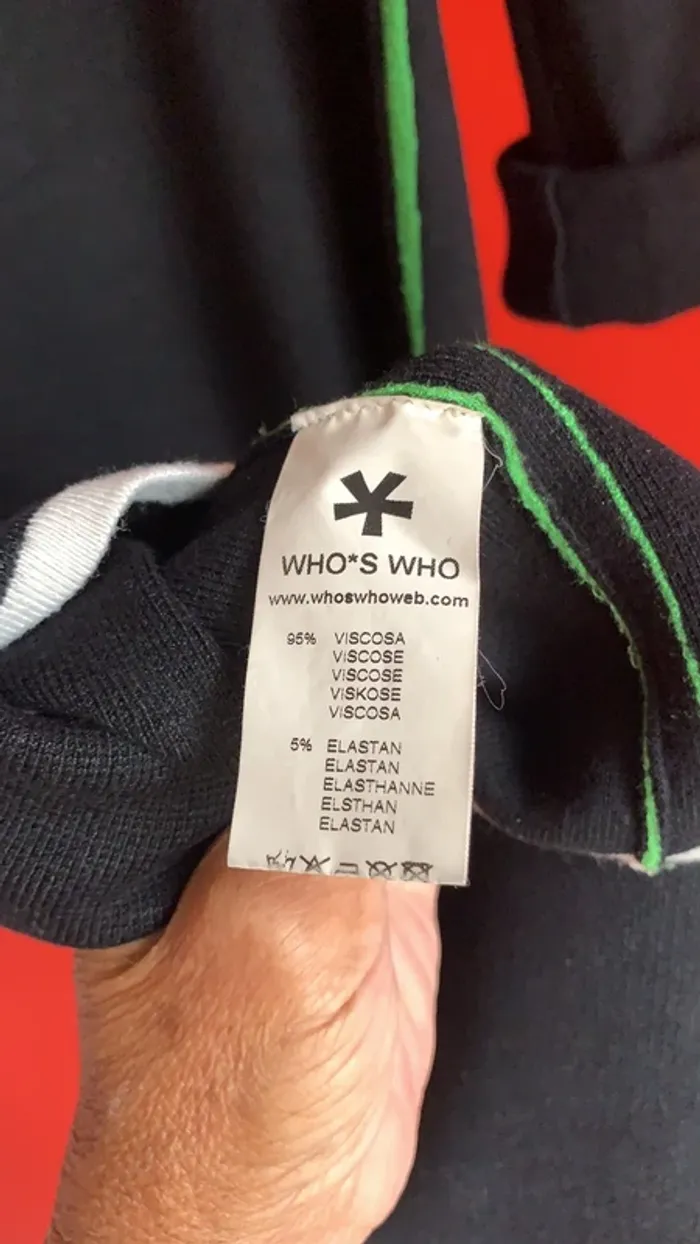 WHO*S WHO
www.whoswhoweb.com
95% VISCOSA
VISCOSE
VISCOSE
VISKOSE
VISCOSA
5% ELASTAN
ELASTAN
ELASTHANNE
ELSTHAN
ELASTAN